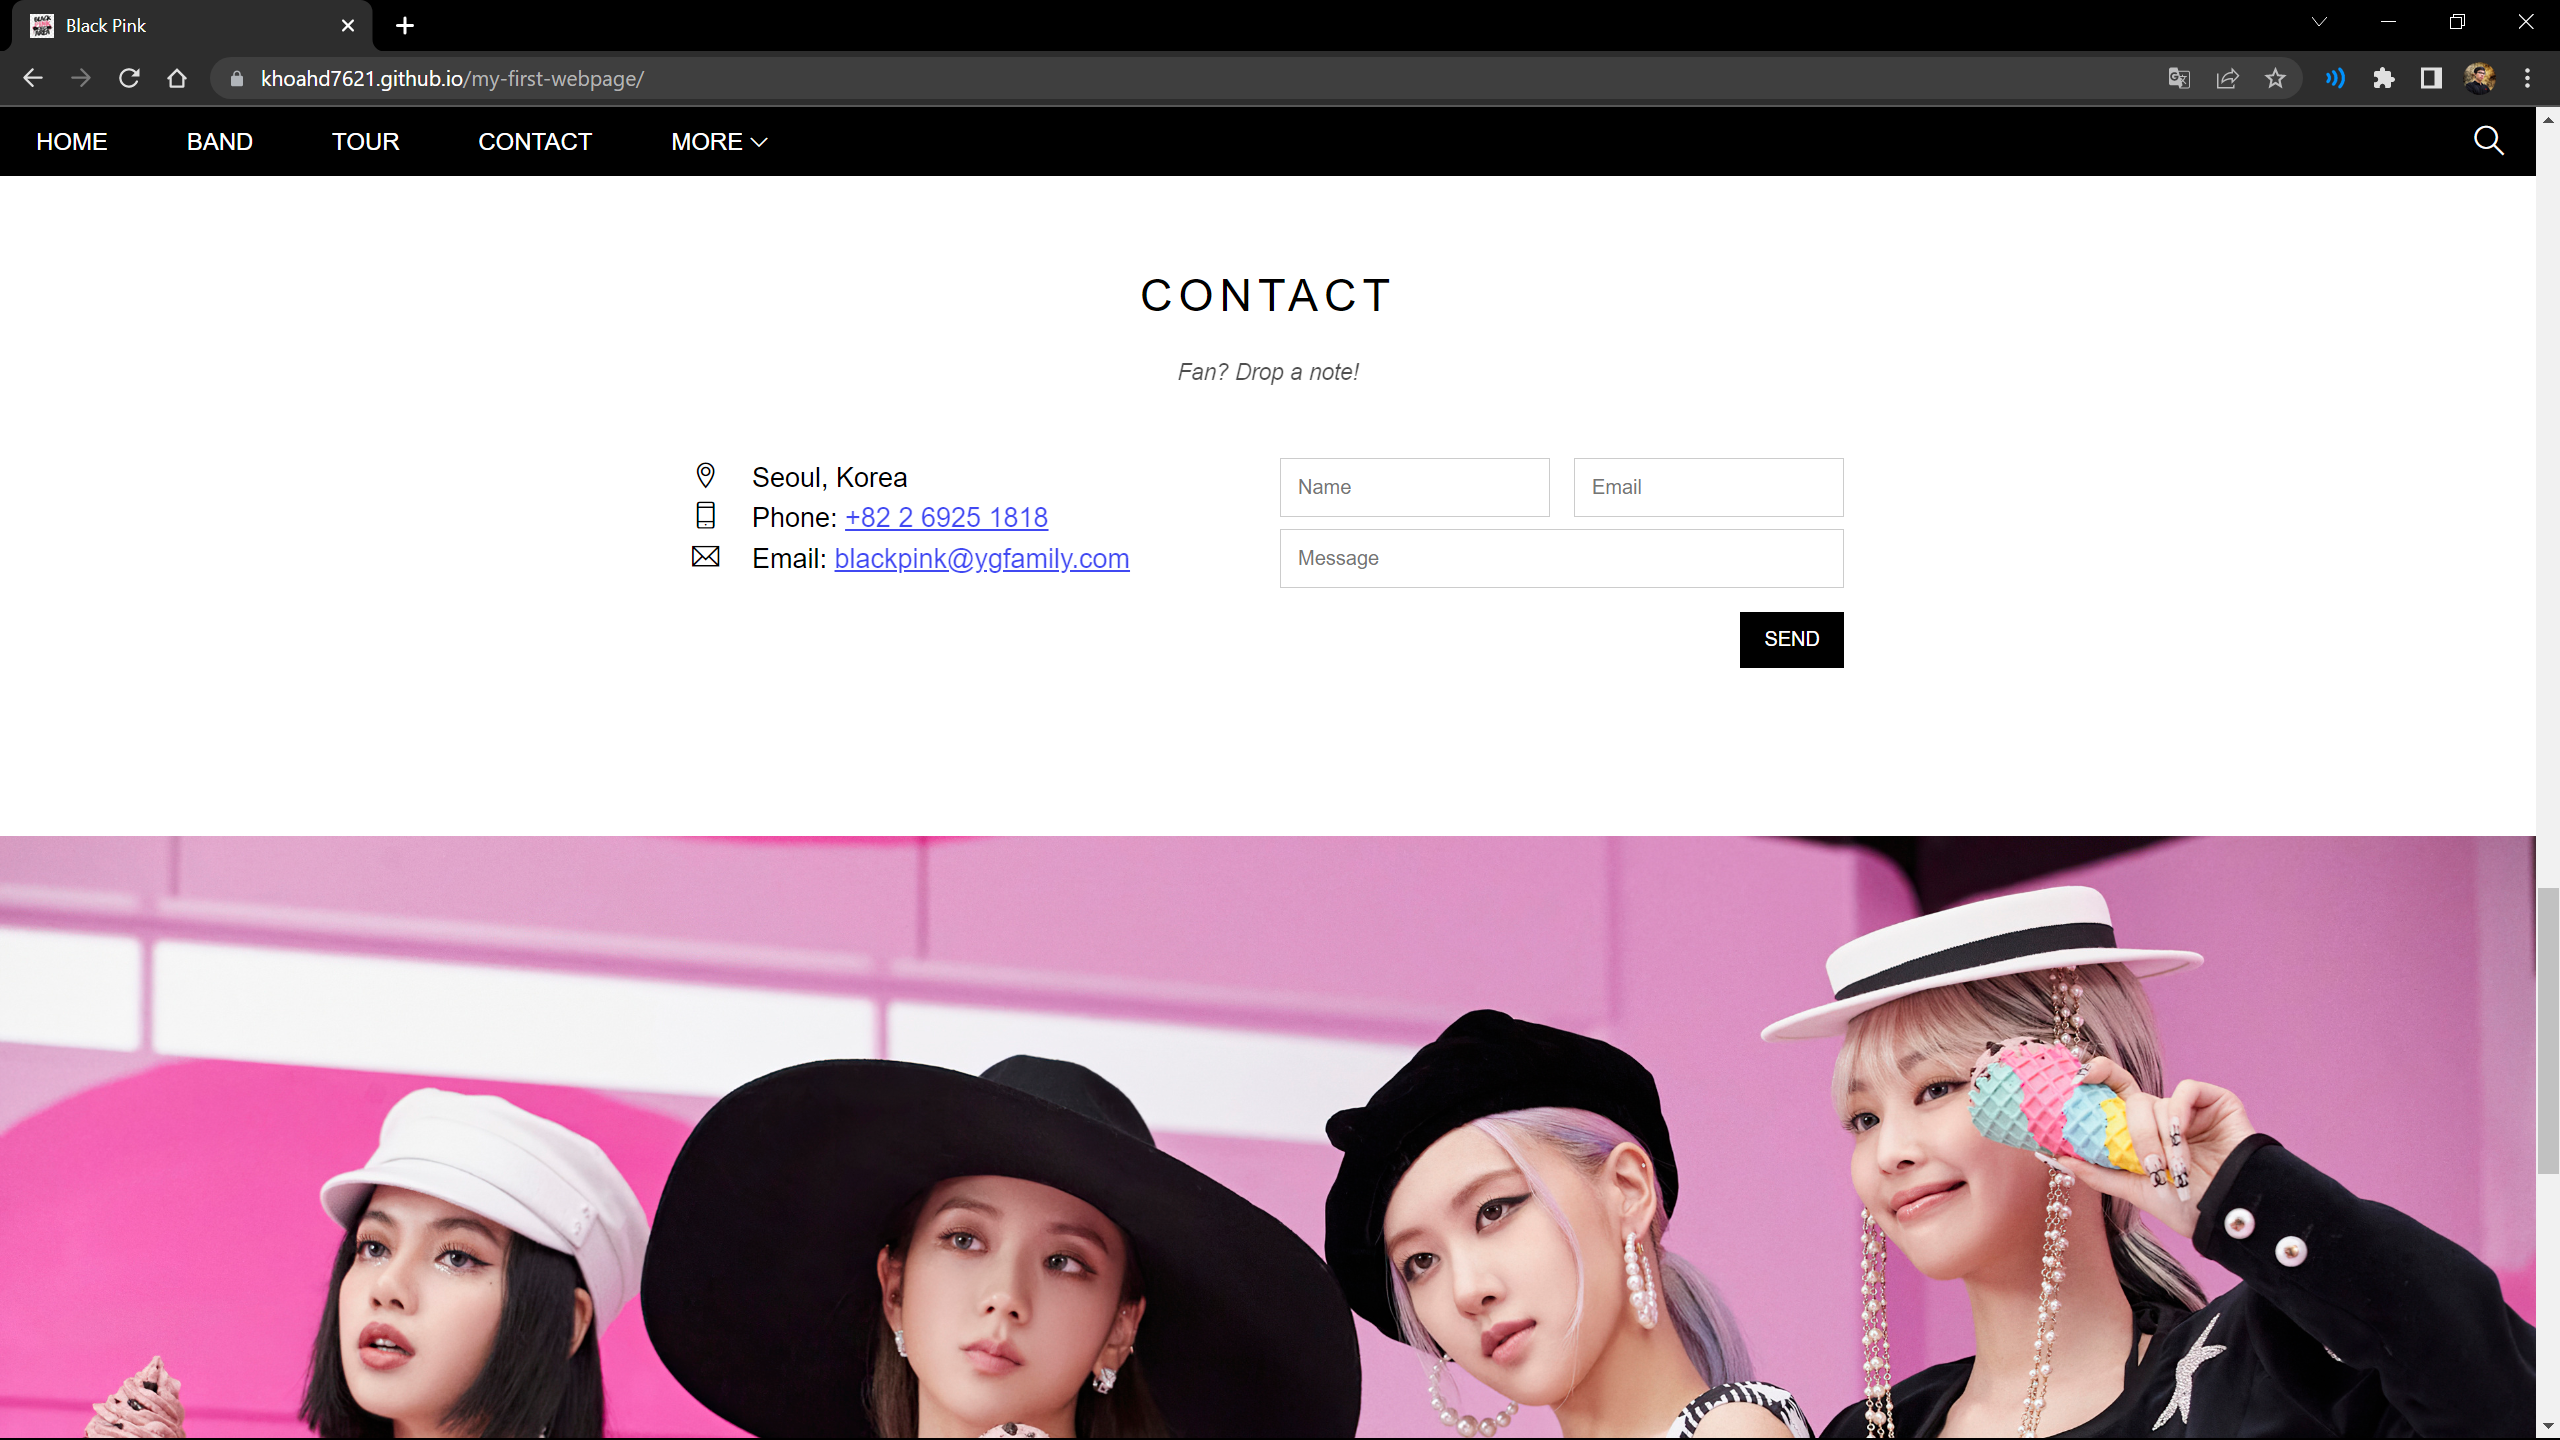 Black Pink
khoahd7621.github.io/my-first-webpage/
HOME BAND TOUR CONTACT MORE
CONTACT
Fan? Drop a note!
Seoul, Korea
Phone: +82 2 6925 1818
Email: blackpink@ygfamily.com
Name Email
Message
SEND